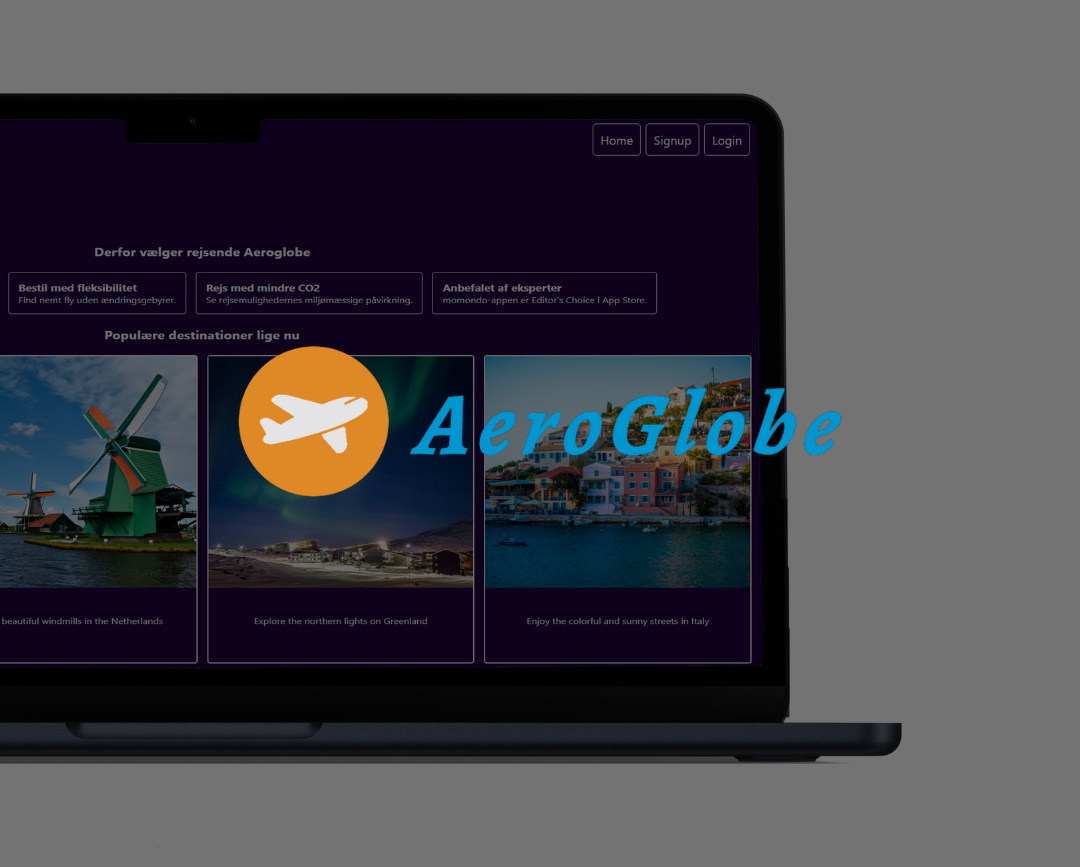 Home Signup Login
Derfor vælger rejsende Aeroglobe
Bestil med fleksibilitet
Find nemt fly uden ændringsgebyrer.
Rejs med mindre CO2
Se rejsemulighedernes miljømæssige påvirkning.
Anbefalet af eksperter
momondo-appen er Editor's Choice i App Store.
Populære destinationer lige nu
AeroGlobe
beautiful windmills in the Netherlands
Explore the northern lights on Greenland
Enjoy the colorful and sunny streets in Italy